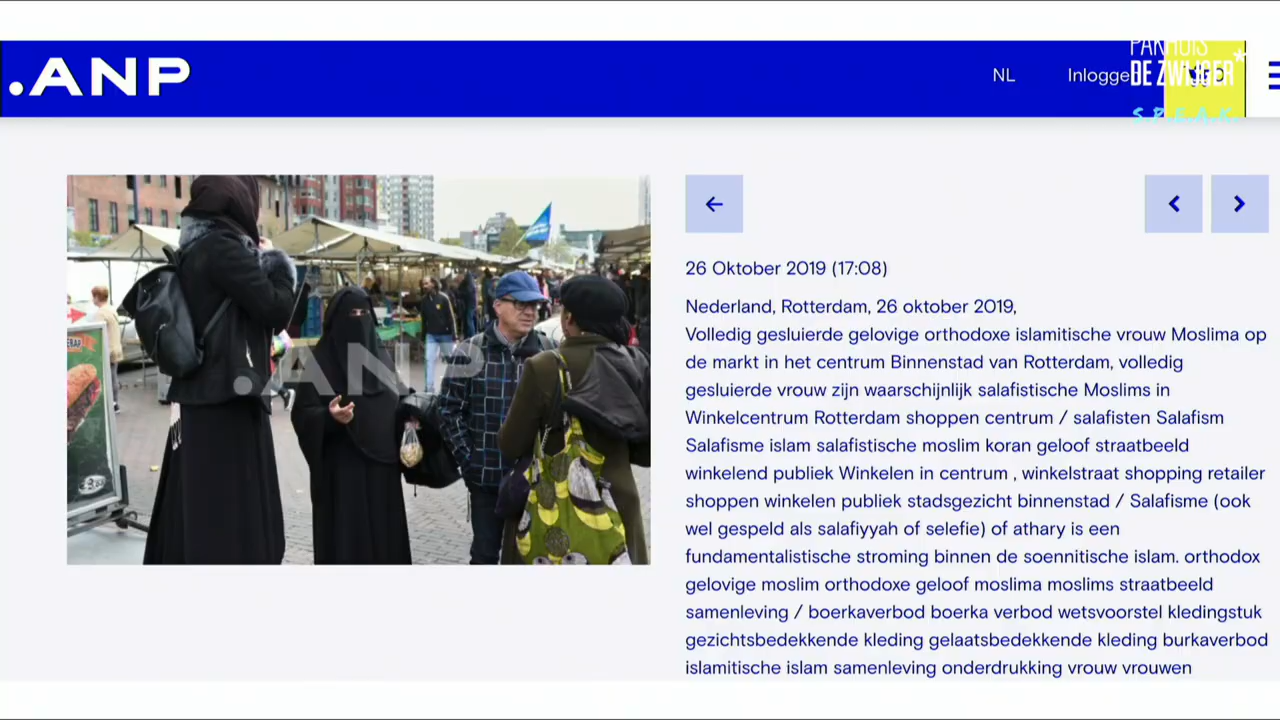 .ANP
NL
Inlogge
PAKHUIS
DE ZWIJGER*
S.P.E.A.K.
26 Oktober 2019 (17:08)
Nederland, Rotterdam, 26 oktober 2019,
Volledig gesluierde gelovige orthodoxe islamitische vrouw Moslima op
de markt in het centrum Binnenstad van Rotterdam, volledig
gesluierde vrouw zijn waarschijnlijk salafistische Moslims in
Winkelcentrum Rotterdam shoppen centrum / salafisten Salafism
Salafisme islam salafistische moslim koran geloof straatbeeld
winkelend publiek Winkelen in centrum , winkelstraat shopping retailer
shoppen winkelen publiek stadsgezicht binnenstad / Salafisme (ook
wel gespeld als salafiyyah of selefie) of athary is een
fundamentalistische stroming binnen de soennitische islam. orthodox
gelovige moslim orthodoxe geloof moslima moslims straatbeeld
samenleving / boerkaverbod boerka verbod wetsvoorstel kledingstuk
gezichtsbedekkende kleding gelaatsbedekkende kleding burkaverbod
islamitische islam samenleving onderdrukking vrouw vrouwen
.ANP